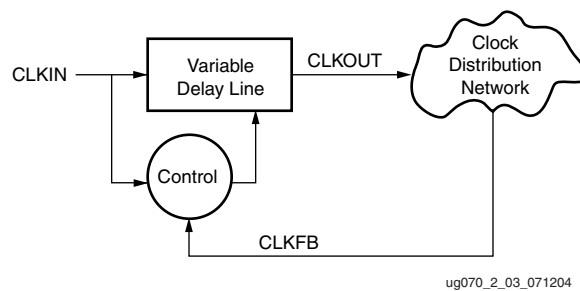 CLKIN
Variable
Delay Line
CLKOUT
Clock
Distribution
Network
Control
CLKFB
ug070_2_03_071204